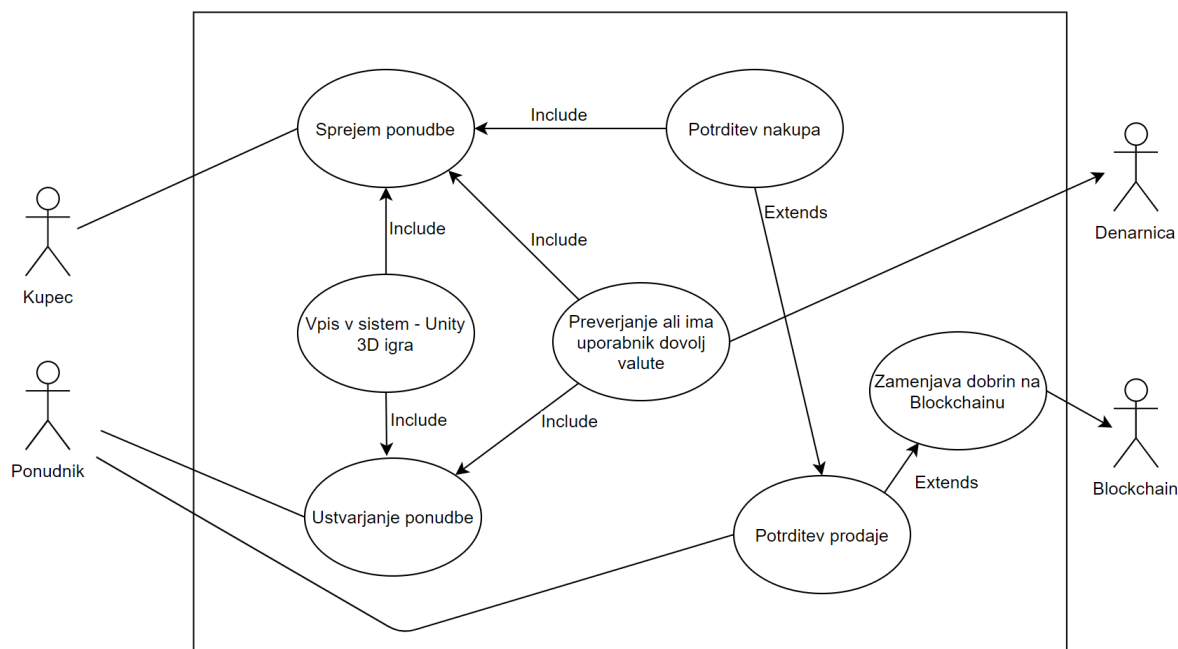 Include
Sprejem ponudbe
Potrditev nakupa
Extends
Include
Include
Denarnica
Kupec
Vpis v sistem - Unity
3D igra
Preverjanje ali ima
uporabnik dovolj
valute
Zamenjava dobrin na
Blockchainu
Include
Include
Ponudnik
Extends
Blockchain
Ustvarjanje ponudbe
Potrditev prodaje